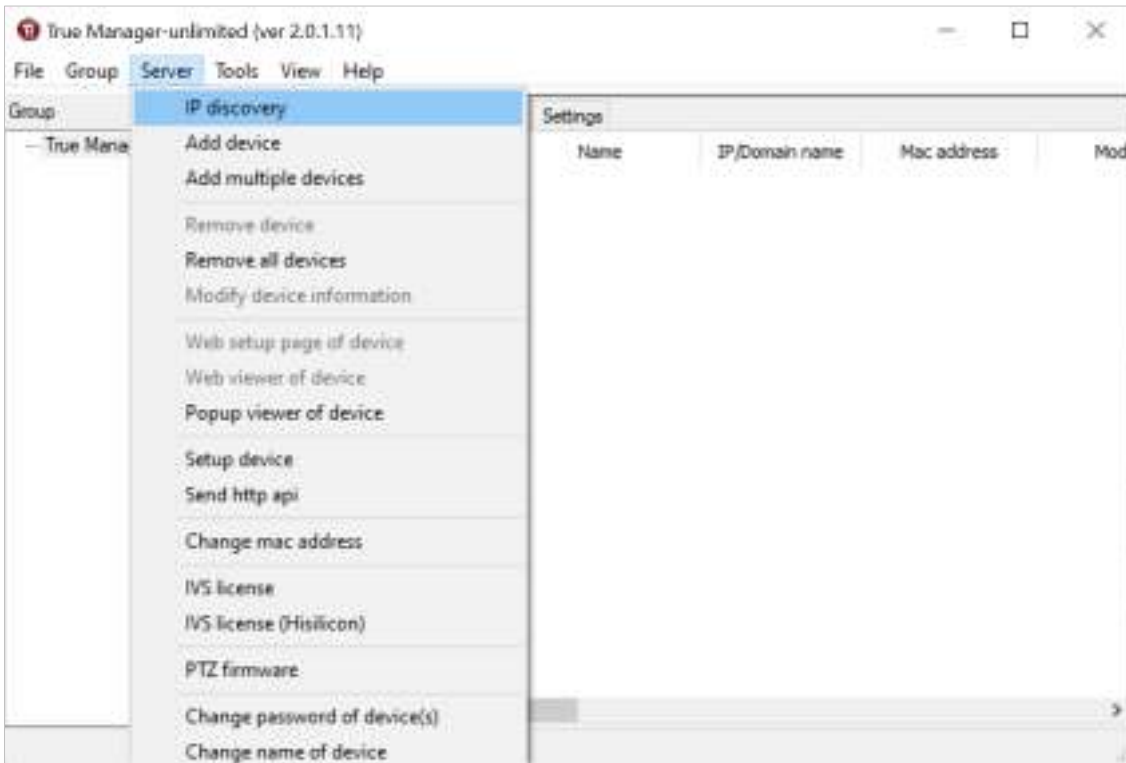 True Manager-unlimited (ver 2.0.1.11)
File Group Server Tools View Help
Group
True Mana
IP discovery
Add device
Add multiple devices
Remove device
Remove all devices
Modify device information
Web setup page of device
Web viewer of device
Popup viewer of device
Setup device
Send http api
Change mac address
IVS license
IVS license (Hisilicon)
PTZ firmware
Change password of device(s)
Change name of device
Settings
Name IP/Domain name Mac address Mod